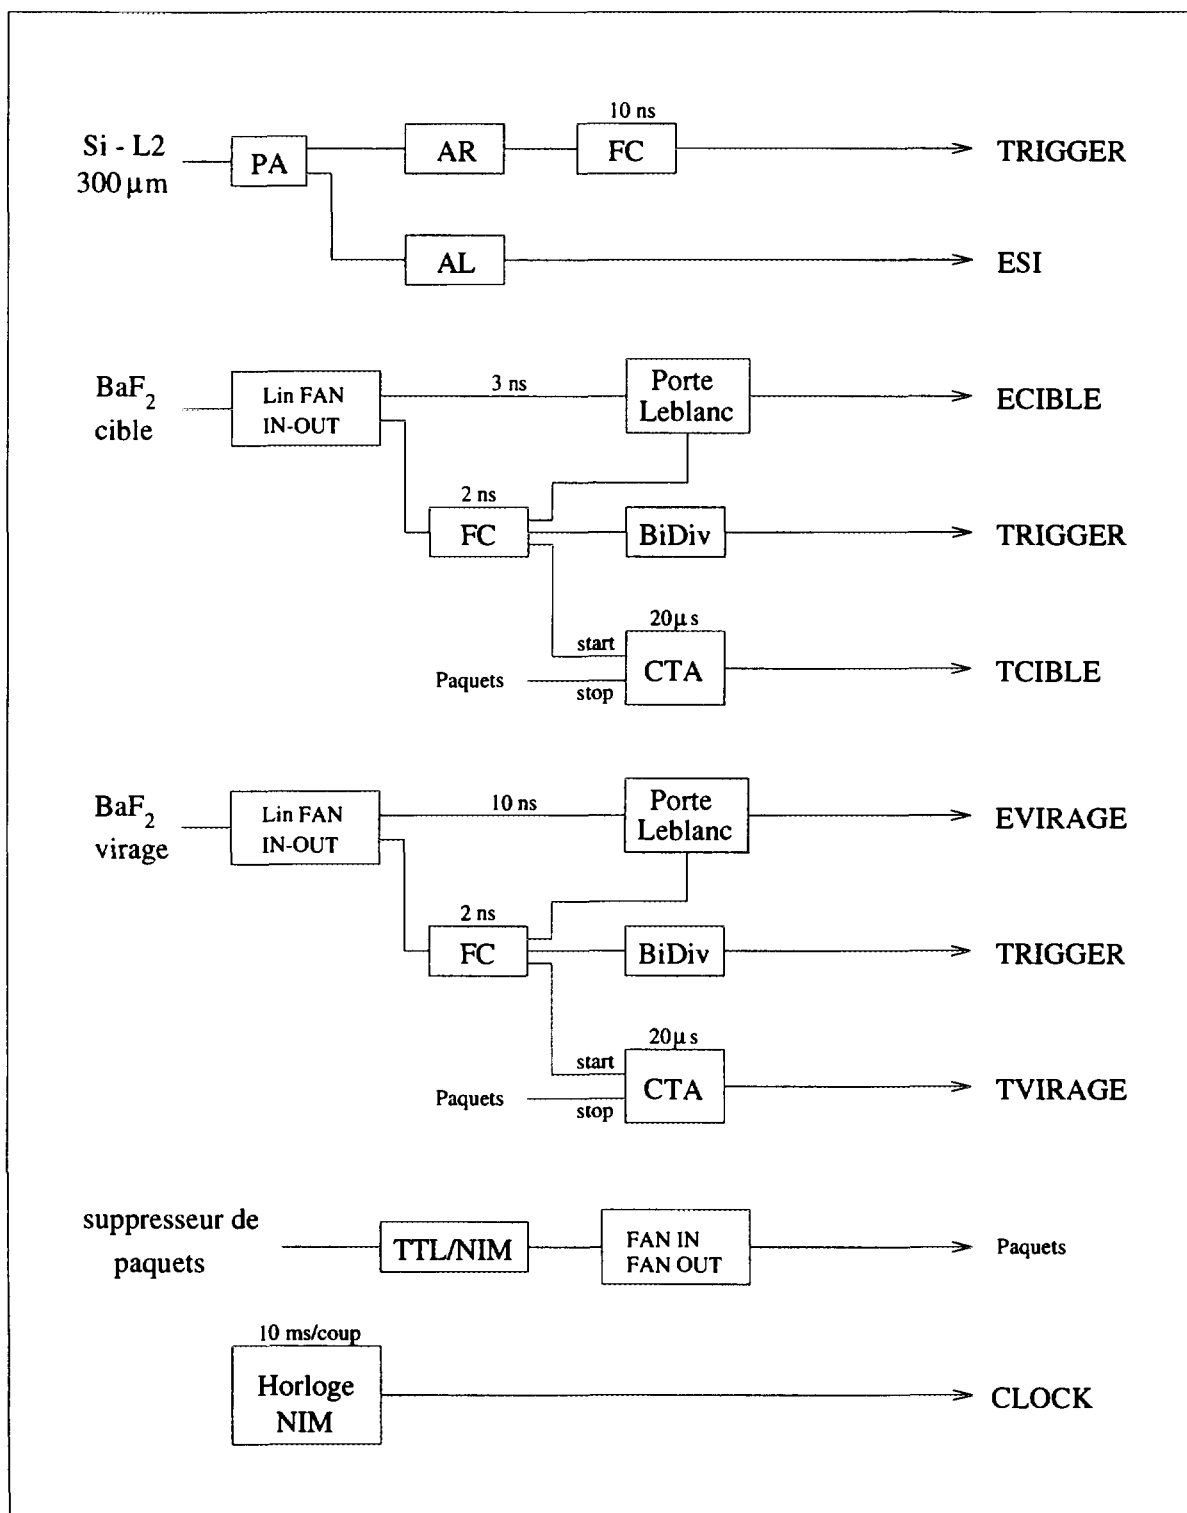 10 ns
Si - L2
300 μm
PA
AR
FC
TRIGGER
AL
ESI
BaF2
cible
Lin FAN
IN-OUT
3 ns
Porte
Leblanc
ECIBLE
2 ns
FC
BiDiv
TRIGGER
20μ s
start
Paquets
stop
CTA
TCIBLE
BaF2
virage
Lin FAN
IN-OUT
10 ns
Porte
Leblanc
EVIRAGE
2 ns
FC
BiDiv
TRIGGER
20μ s
start
Paquets
stop
CTA
TVIRAGE
suppresseur de
paquets
TTL/NIM
FAN IN
FAN OUT
Paquets
10 ms/coup
Horloge
NIM
CLOCK